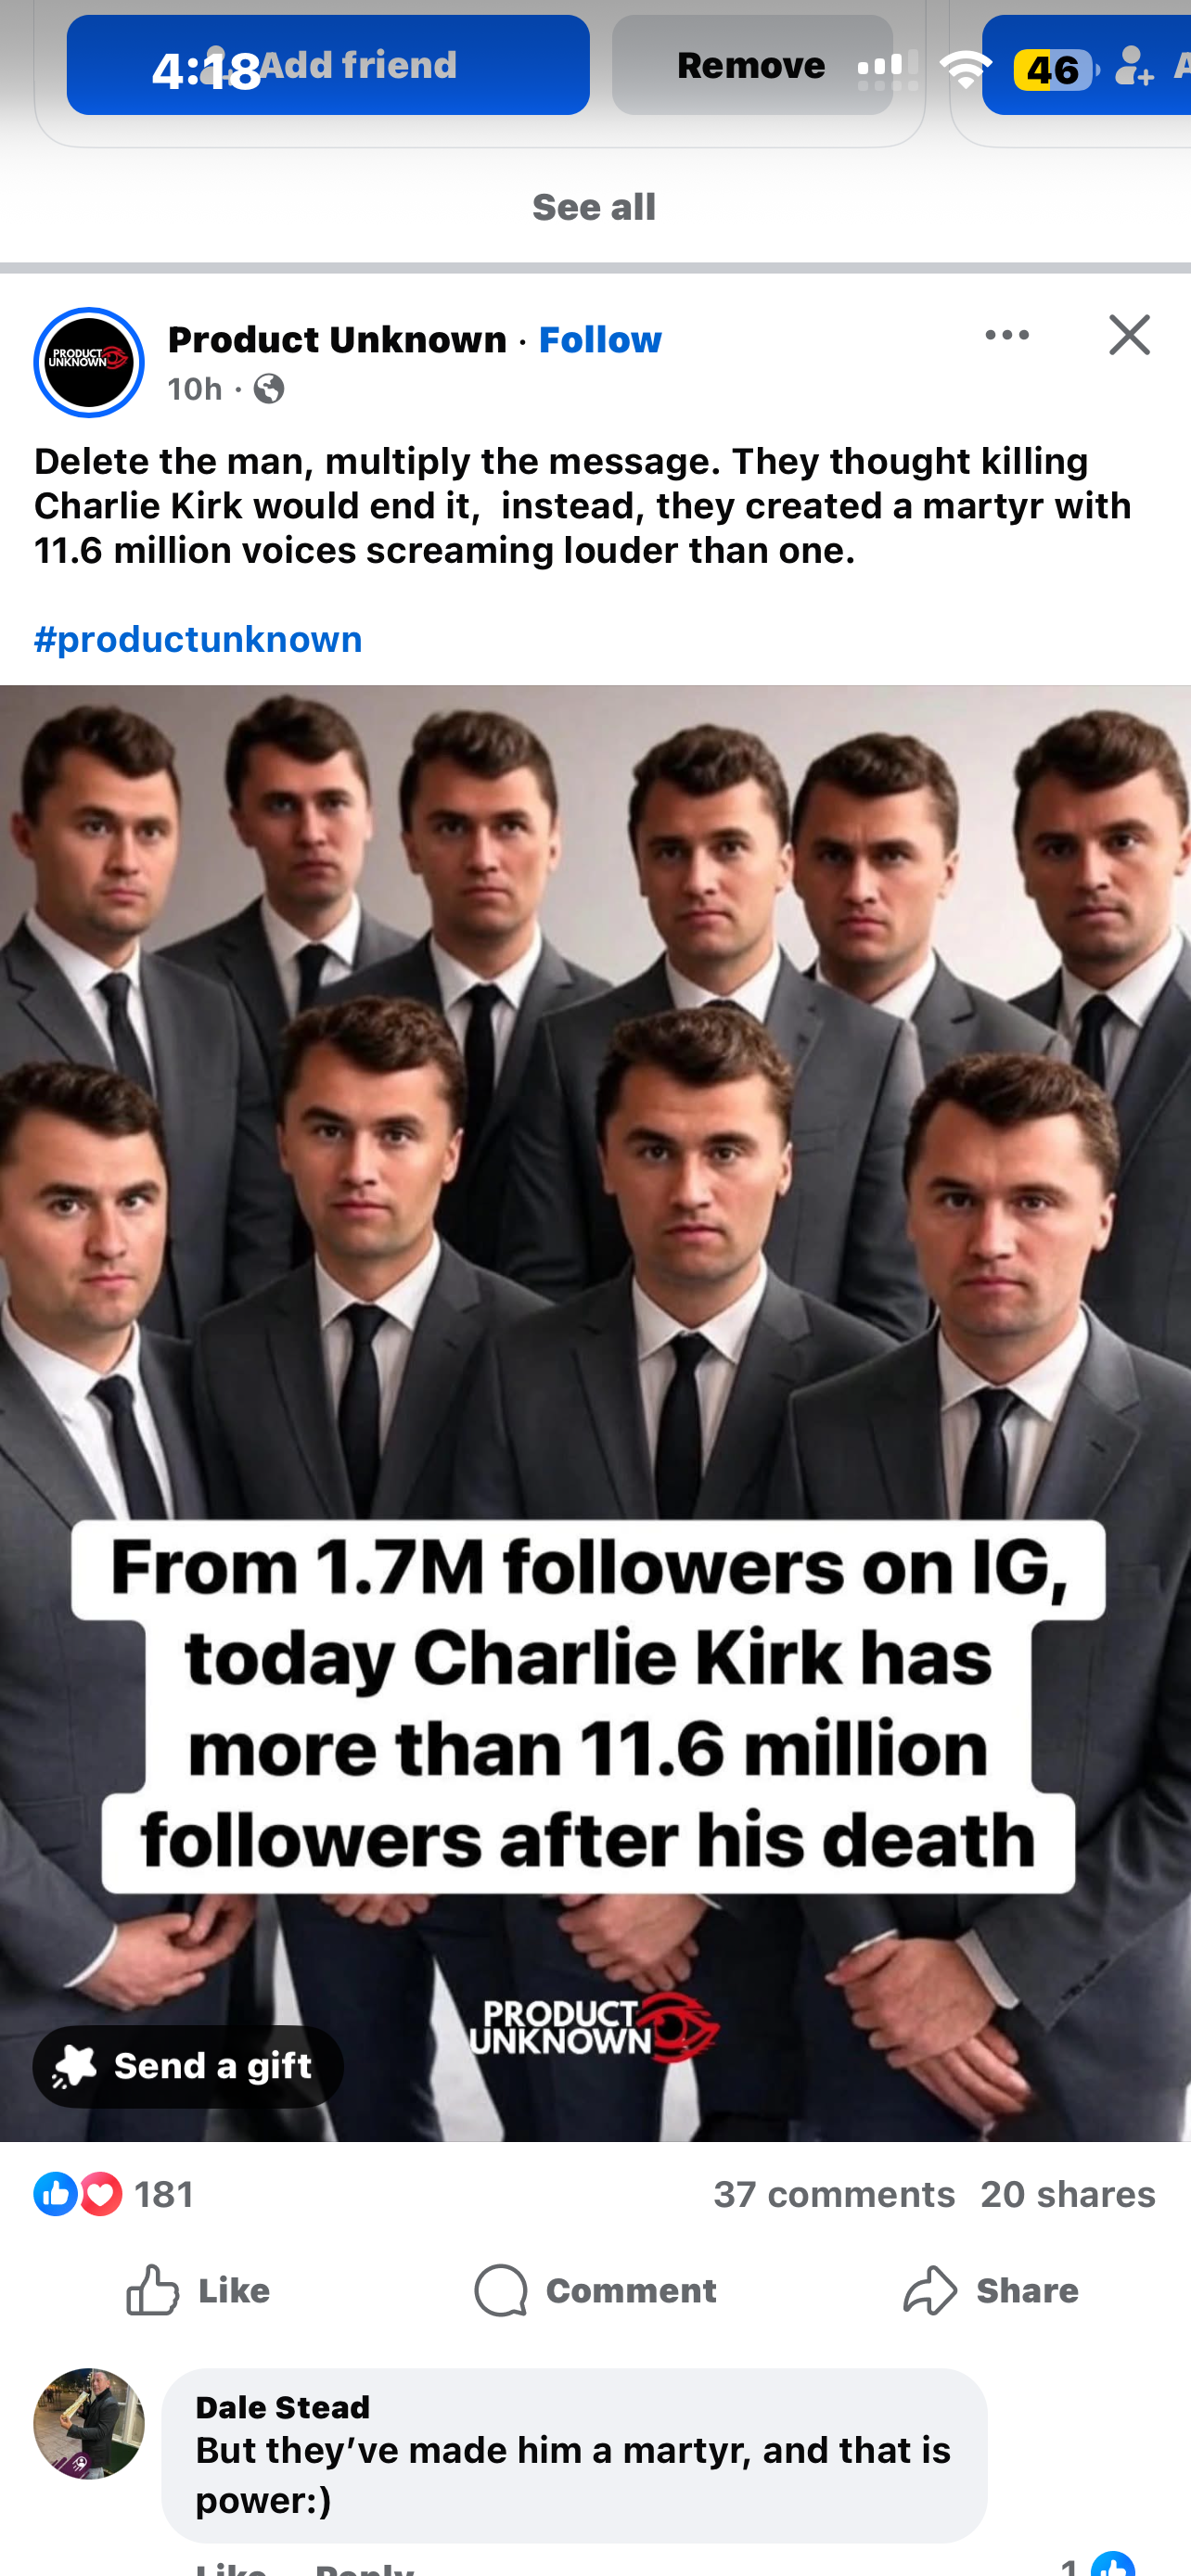 4:18
Add friend
Remove
46
A
See all
PRODUCT
UNKNOWN
Product Unknown · Follow
10h ·
Delete the man, multiply the message. They thought killing
Charlie Kirk would end it,  instead, they created a martyr with
11.6 million voices screaming louder than one.
#productunknown
From 1.7M followers on IG,
today Charlie Kirk has
more than 11.6 million
followers after his death
PRODUCT
UNKNOWN
Send a gift
181
37 comments 20 shares
Like
Comment
Share
Dale Stead
But they’ve made him a martyr, and that is
power:)
Like Reply
1